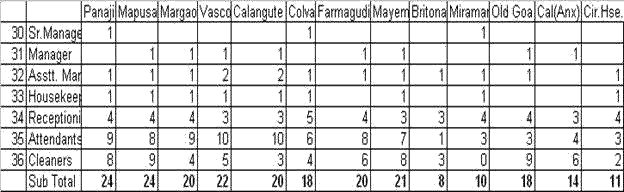 Panaji Mapusa Margao Vasco Calangute Colva Farmagudi Mayem Britona Miramar Old Goa Cal(Anx) Cir.Hse.
30 Sr.Manage 1 1 1
31 Manager 1 1 1 1 1 1 1 1
32 Asstt. Mar 1 1 1 2 2 1 1 1 1 1 1 1
33 Housekeep 1 1 1 1 1 1 1 1 1
34 Receptioni 4 4 4 3 3 5 4 3 3 4 4 3 4
35 Attendants 9 8 9 10 10 6 8 7 1 3 3 4 3
36 Cleaners 8 9 4 5 3 4 6 8 3 0 9 6 2
Sub Total 24 24 20 22 20 18 20 21 8 10 18 14 11